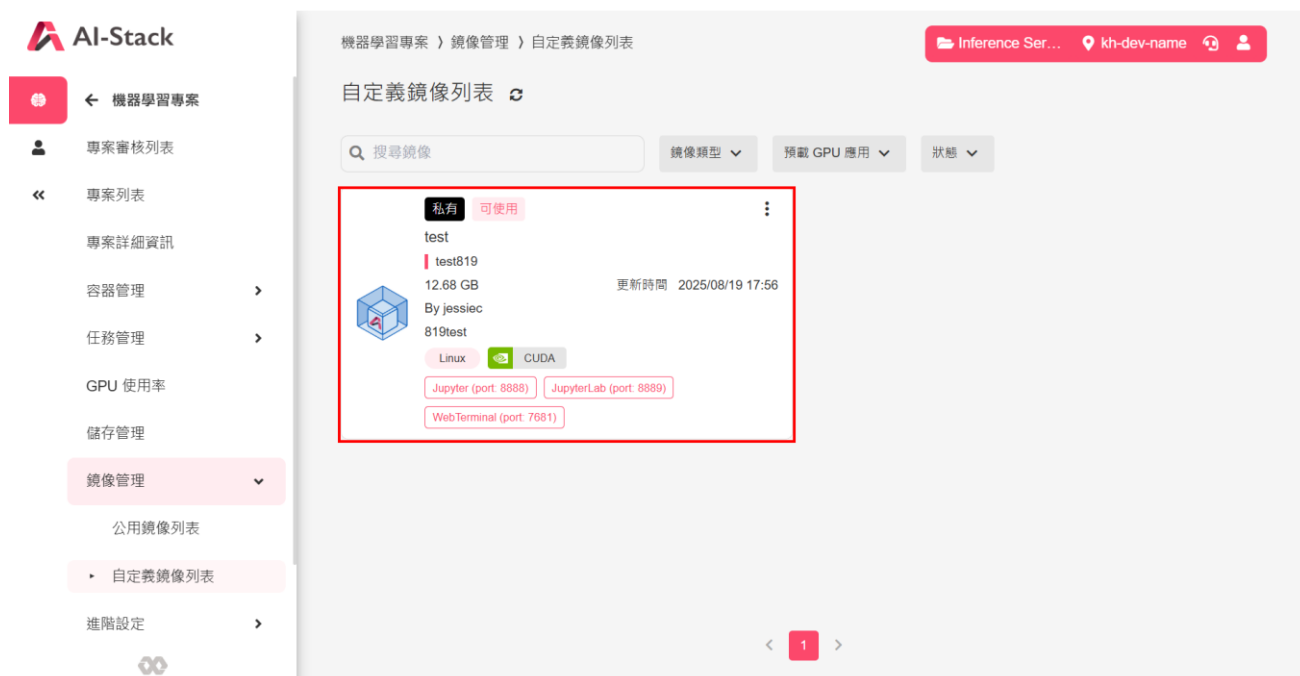 AI-Stack
機器學習專案 ❭ 鏡像管理 ❭ 自定義鏡像列表
Inference Ser... kh-dev-name
機器學習專案
專案審核列表
專案列表
專案詳細資訊
容器管理
任務管理
GPU 使用率
儲存管理
鏡像管理
公用鏡像列表
自定義鏡像列表
進階設定
自定義鏡像列表
搜尋鏡像 鏡像類型 預載 GPU 應用 狀態
私有 可使用
test
test819
12.68 GB 更新時間 2025/08/19 17:56
By jessiec
819test
Linux CUDA
Jupyter (port: 8888) JupyterLab (port: 8889)
WebTerminal (port: 7681)
1